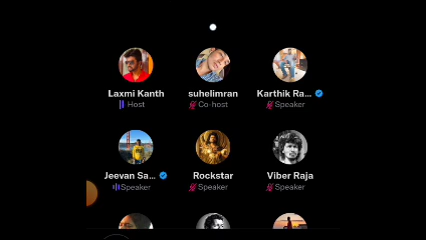 Laxmi Kanth suhelimran Karthik Ra...
Host Co-host Speaker
Jeevan Sa... Rockstar Viber Raja
Speaker Speaker Speaker